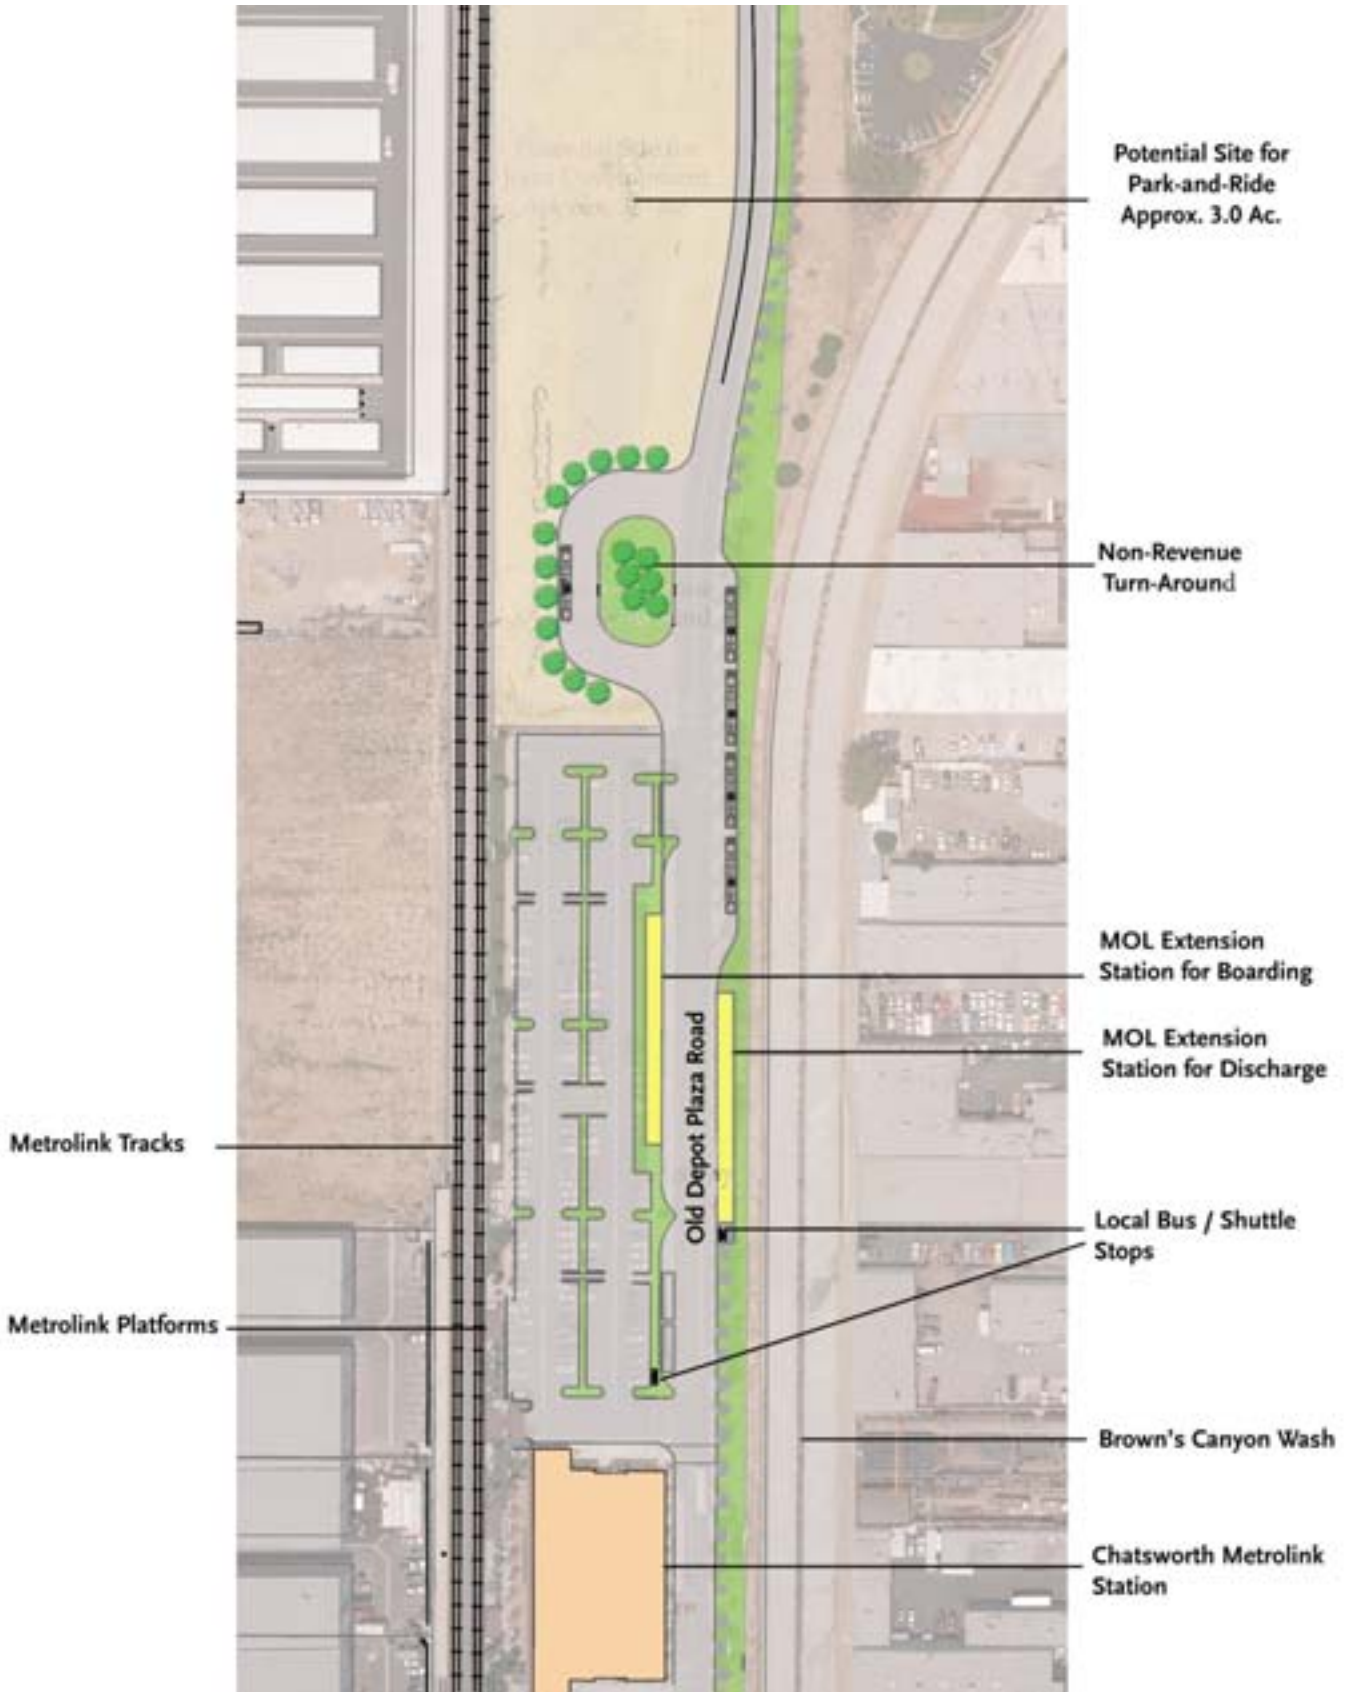 Potential Site for
Park-and-Ride
Approx. 3.0 Ac.
Non-Revenue
Turn-Around
MOL Extension
Station for Boarding
MOL Extension
Station for Discharge
Old Depot Plaza Road
Metrolink Tracks
Local Bus / Shuttle
Stops
Metrolink Platforms
Brown's Canyon Wash
Chatsworth Metrolink
Station